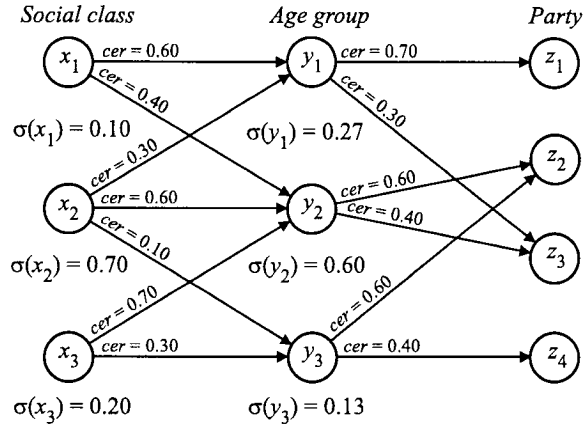 Social class Age group Party
x1 cer = 0.60 y1 cer = 0.70 z1
cer = 0.40 cer = 0.30
σ(x1) = 0.10 σ(y1) = 0.27
cer = 0.30 z2
x2 cer = 0.60 y2 cer = 0.60
cer = 0.40
cer = 0.10 z3
σ(x2) = 0.70 σ(y2) = 0.60
cer = 0.70 cer = 0.60
x3 cer = 0.30 y3 cer = 0.40 z4
σ(x3) = 0.20 σ(y3) = 0.13